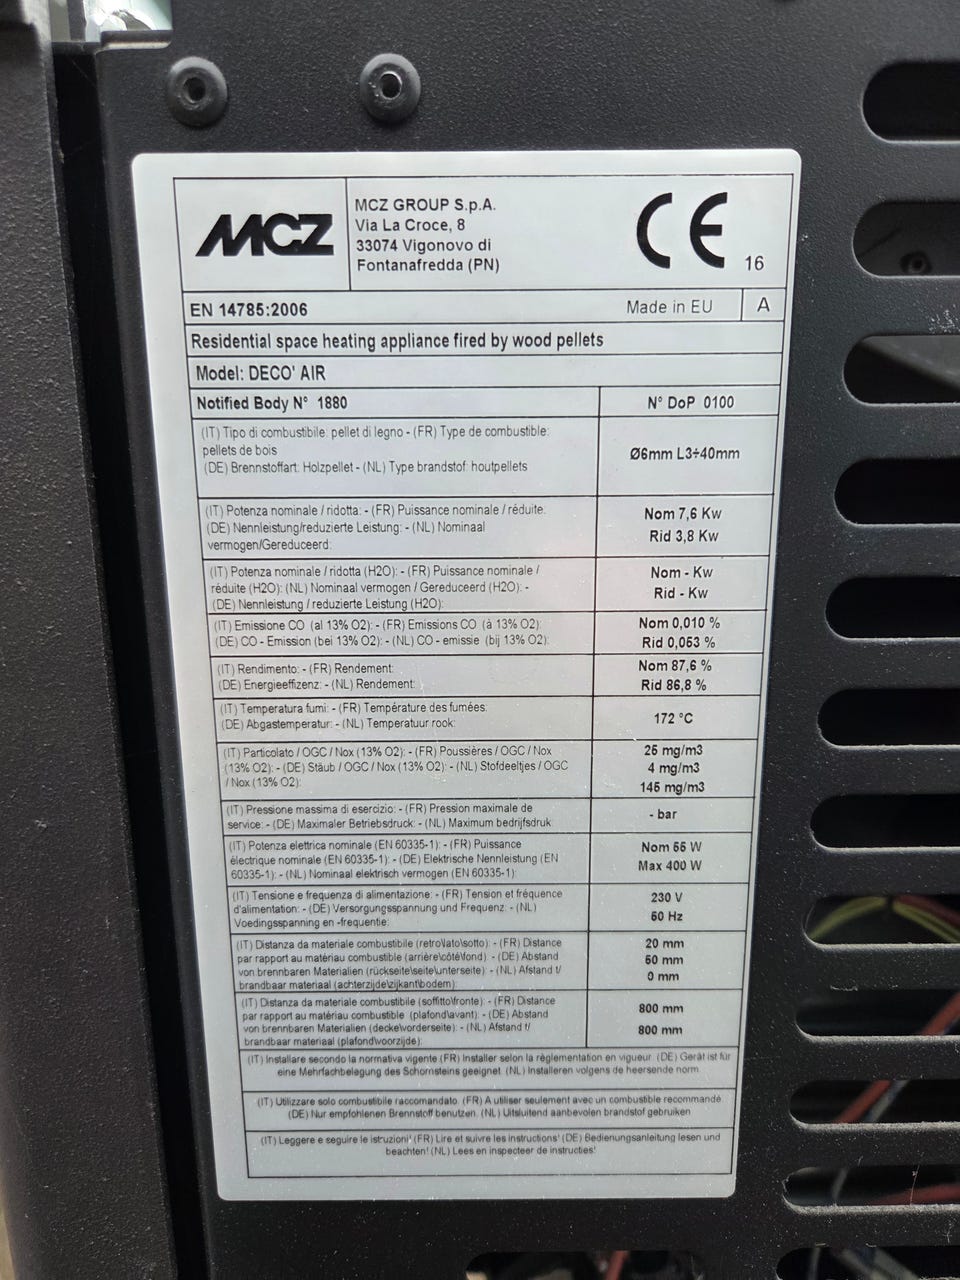 MCZ
MCZ GROUP S.p.A.
Via La Croce, 8
33074 Vigonovo di
Fontanafredda (PN)
CE
16
EN 14785:2006
Made in EU
A
Residential space heating appliance fired by wood pellets
Model: DECO' AIR
Notified Body N° 1880
N° DoP 0100
(IT) Tipo di combustibile: pellet di legno - (FR) Type de combustible:
pellets de bois
(DE) Brennstoffart: Holzpellet - (NL) Type brandstof: houtpellets
Ø6mm L3÷40mm
(IT) Potenza nominale / ridotta: - (FR) Puissance nominale / réduite:
(DE) Nennleistung/reduzierte Leistung: - (NL) Nominaal
vermogen/Gereduceerd:
Nom 7,6 Kw
Rid 3,8 Kw
(IT) Potenza nominale / ridotta (H2O): - (FR) Puissance nominale /
réduite (H2O): (NL) Nominaal vermogen / Gereduceerd (H2O): -
(DE) Nennleistung / reduzierte Leistung (H2O):
Nom - Kw
Rid - Kw
(IT) Emissione CO (al 13% O2): - (FR) Emissions CO (à 13% O2):
(DE) CO - Emission (bei 13% O2): - (NL) CO - emissie (bij 13% O2):
Nom 0,010 %
Rid 0,053 %
(IT) Rendimento: - (FR) Rendement:
(DE) Energieeffizenz: - (NL) Rendement:
Nom 87,6 %
Rid 86,8 %
(IT) Temperatura fumi: - (FR) Température des fumées:
(DE) Abgastemperatur: - (NL) Temperatuur rook:
172 °C
(IT) Particolato / OGC / Nox (13% O2): - (FR) Poussières / OGC / Nox
(13% O2): - (DE) Stäub / OGC / Nox (13% O2): - (NL) Stofdeeltjes / OGC
/ Nox (13% O2):
25 mg/m3
4 mg/m3
145 mg/m3
(IT) Pressione massima di esercizio: - (FR) Pression maximale de
service: - (DE) Maximaler Betriebsdruck: - (NL) Maximum bedrijfsdruk
- bar
(IT) Potenza elettrica nominale (EN 60335-1): - (FR) Puissance
électrique nominale (EN 60335-1): - (DE) Elektrische Nennleistung (EN
60335-1): - (NL) Nominaal elektrisch vermogen (EN 60335-1):
Nom 55 W
Max 400 W
(IT) Tensione e frequenza di alimentazione: - (FR) Tension et fréquence
d'alimentation: - (DE) Versorgungsspannung und Frequenz: - (NL)
Voedingsspanning en -frequentie:
230 V
50 Hz
(IT) Distanza da materiale combustibile (retro\lato\sotto): - (FR) Distance
par rapport au matériau combustible (arrière\côté\fond) - (DE) Abstand
von brennbaren Materialien (rückseite\seite\unterseite): - (NL) Afstand t/
brandbaar materiaal (achterzijde\zijkant\bodem):
20 mm
50 mm
0 mm
(IT) Distanza da materiale combustibile (soffitto\fronte): - (FR) Distance
par rapport au matériau combustible (plafond\avant): - (DE) Abstand
von brennbaren Materialien (decke\vorderseite): - (NL) Afstand t/
brandbaar materiaal (plafond\voorzijde):
800 mm
800 mm
(IT) Installare secondo la normativa vigente (FR) Installer selon la règlementation en vigueur. (DE) Gerät ist für
eine Mehrfachbelegung des Schornsteins geeignet (NL) Installeren volgens de heersende norm.
(IT) Utilizzare solo combustibile raccomandato. (FR) A utiliser seulement avec un combustible recommandé
(DE) Nur empfohlenen Brennstoff benutzen. (NL) Uitsluitend aanbevolen brandstof gebruiken
(IT) Leggere e seguire le istruzioni! (FR) Lire et suivre les instructions! (DE) Bedienungsanleitung lesen und
beachten! (NL) Lees en inspecteer de instructies!